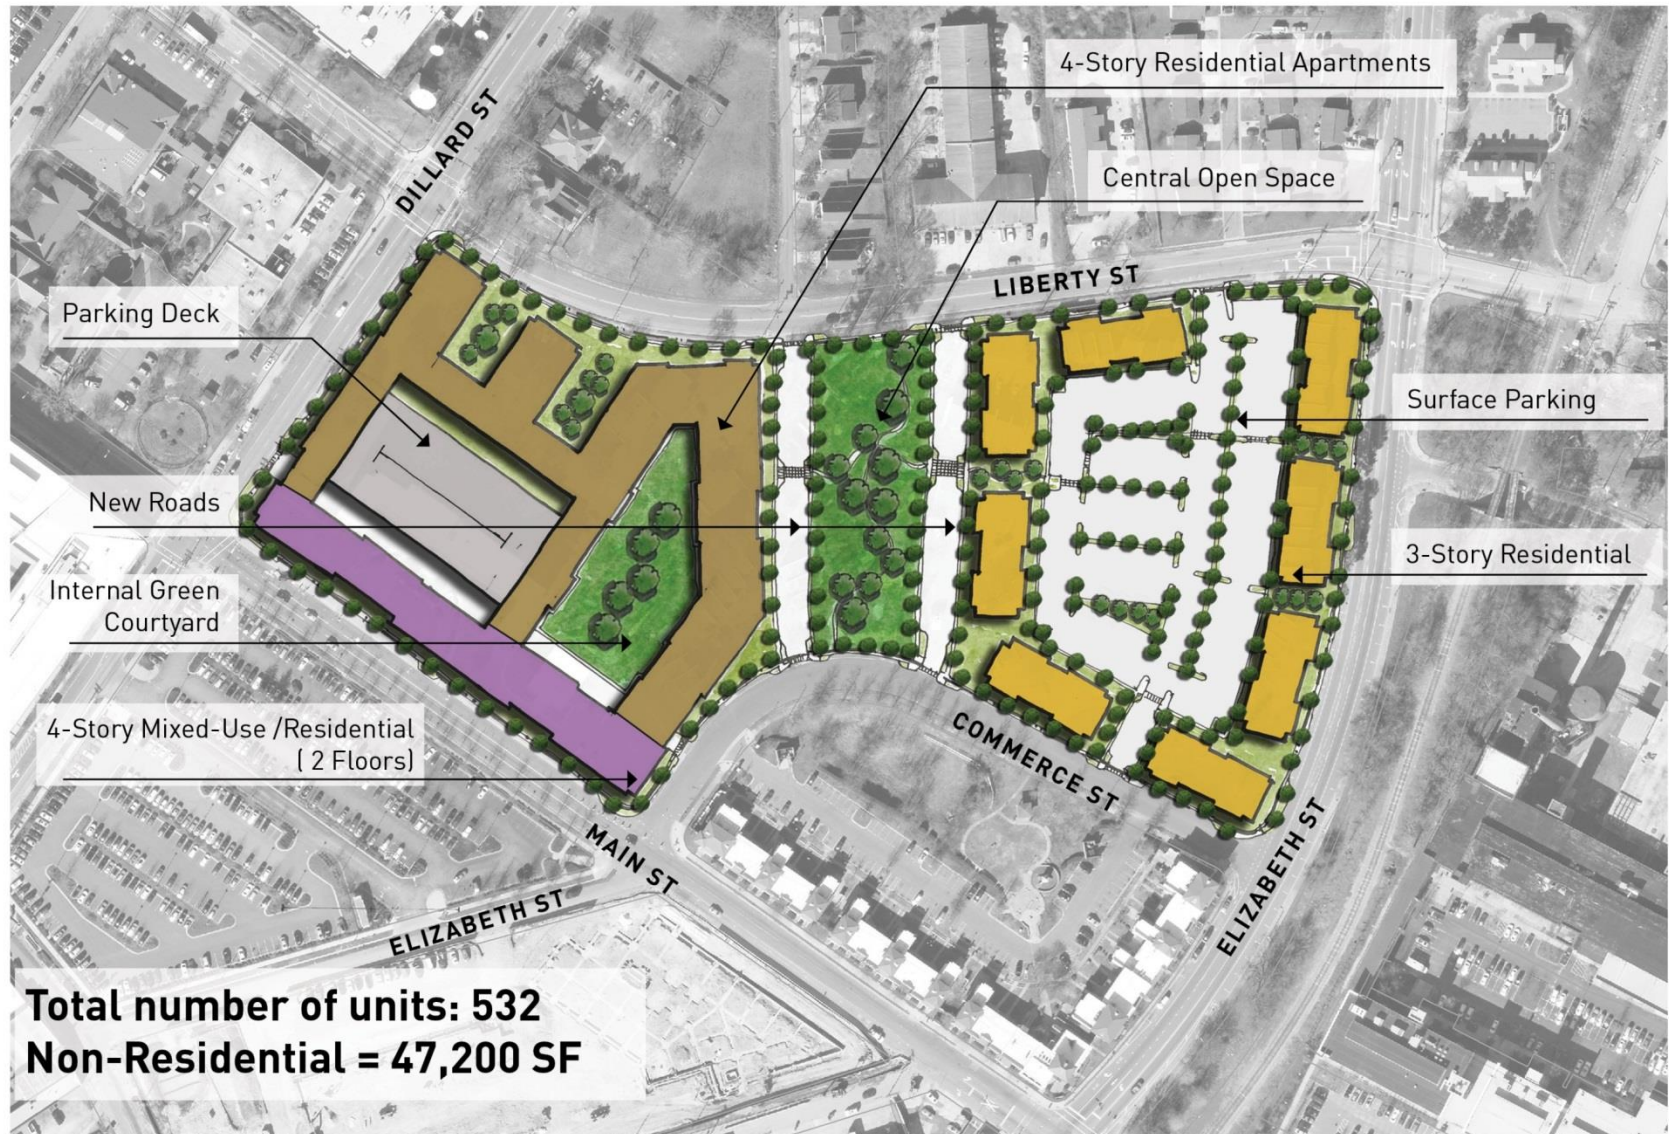 4-Story Residential Apartments
DILLARD ST
Central Open Space
LIBERTY ST
Parking Deck
Surface Parking
New Roads
3-Story Residential
Internal Green
Courtyard
4-Story Mixed-Use /Residential
( 2 Floors)
COMMERCE ST
MAIN ST
ELIZABETH ST
ELIZABETH ST
Total number of units: 532
Non-Residential = 47,200 SF